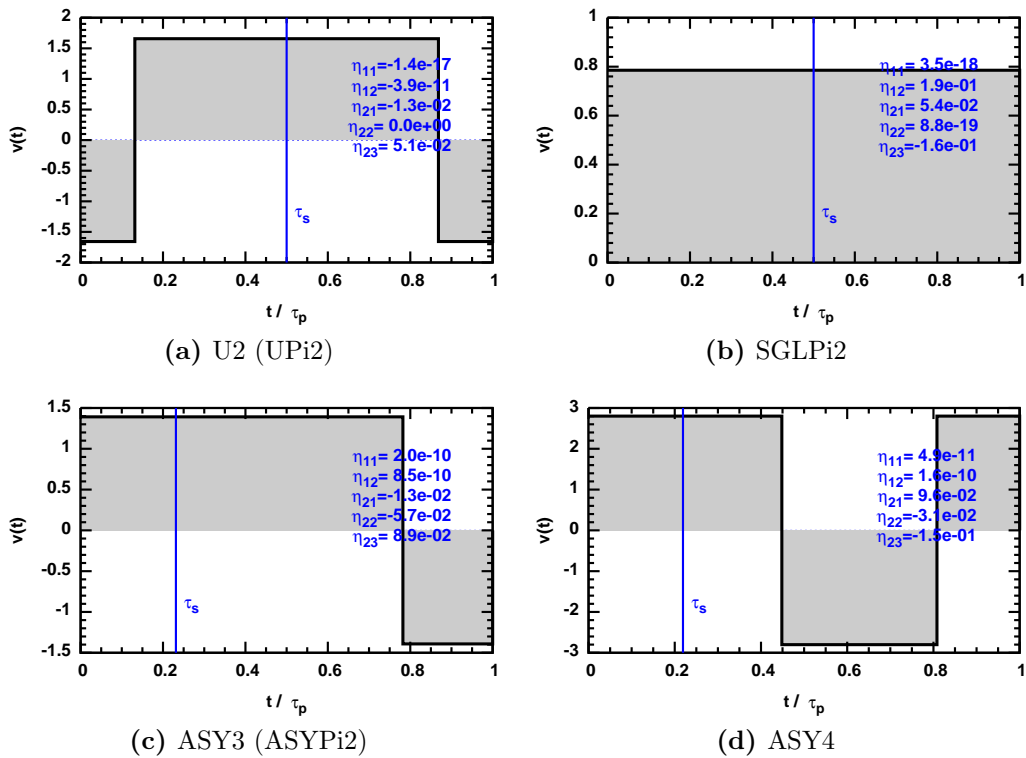 2
1.5
1
0.5
0
-0.5
-1
-1.5
-2
v(t)
η11=-1.4e-17
η12=-3.9e-11
η21=-1.3e-02
η22= 0.0e+00
η23= 5.1e-02
τs
0 0.2 0.4 0.6 0.8 1
t / τp
(a) U2 (UPi2)
1
0.8
0.6
0.4
0.2
0
v(t)
η11= 3.5e-18
η12= 1.9e-01
η21= 5.4e-02
η22= 8.8e-19
η23=-1.6e-01
τs
0 0.2 0.4 0.6 0.8 1
t / τp
(b) SGLPi2
1.5
1
0.5
0
-0.5
-1
-1.5
v(t)
η11= 2.0e-10
η12= 8.5e-10
η21=-1.3e-02
η22=-5.7e-02
η23= 8.9e-02
τs
0 0.2 0.4 0.6 0.8 1
t / τp
(c) ASY3 (ASYPi2)
3
2
1
0
-1
-2
-3
v(t)
η11= 4.9e-11
η12= 1.6e-10
η21= 9.6e-02
η22=-3.1e-02
η23=-1.5e-01
τs
0 0.2 0.4 0.6 0.8 1
t / τp
(d) ASY4